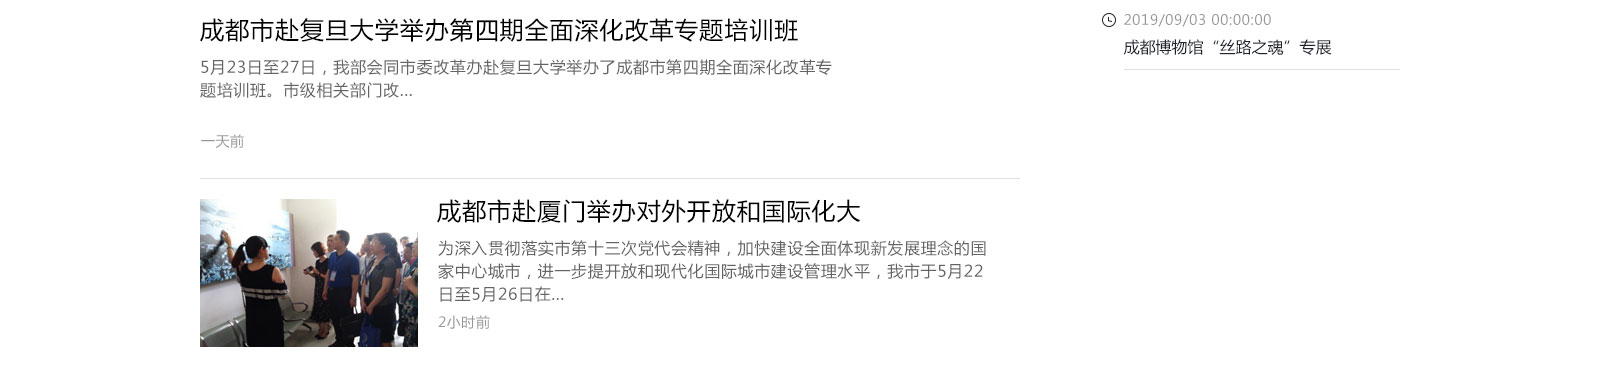 成都市赴复旦大学举办第四期全面深化改革专题培训班
5月23日至27日，我部会同市委改革办赴复旦大学举办了成都市第四期全面深化改革专
题培训班。市级相关部门改...
一天前
成都市赴厦门举办对外开放和国际化大
为深入贯彻落实市第十三次党代会精神，加快建设全面体现新发展理念的国
家中心城市，进一步提开放和现代化国际城市建设管理水平，我市于5月22
日至5月26日在...
2小时前
2019/09/03 00:00:00
成都博物馆“丝路之魂”专展